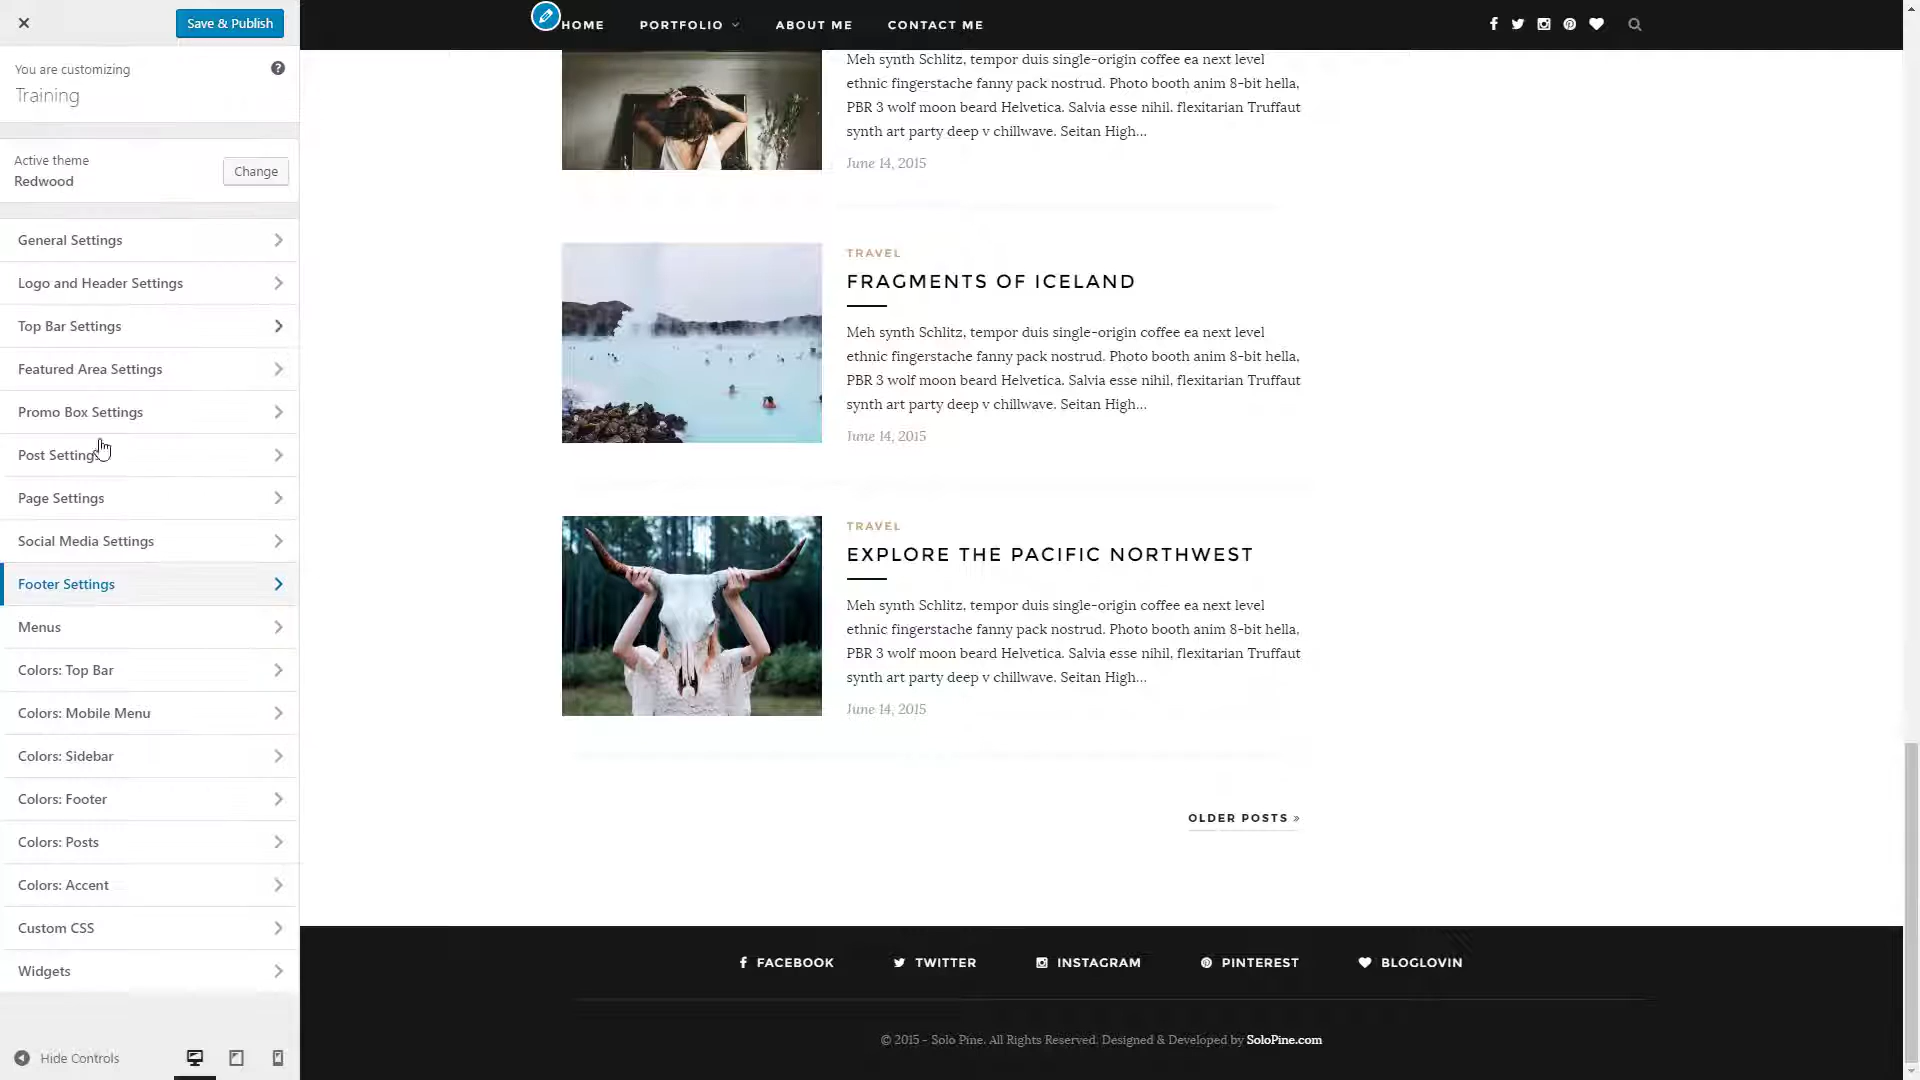 Save & Publish
You are customizing
Training
Active theme
Redwood
Change
General Settings
Logo and Header Settings
Top Bar Settings
Featured Area Settings
Promo Box Settings
Post Settings
Page Settings
Social Media Settings
Footer Settings
Menus
Colors: Top Bar
Colors: Mobile Menu
Colors: Sidebar
Colors: Footer
Colors: Posts
Colors: Accent
Custom CSS
Widgets
Hide Controls
HOME PORTFOLIO ABOUT ME CONTACT ME
Meh synth Schlitz, tempor duis single-origin coffee ea next level
ethnic fingerstache fanny pack nostrud. Photo booth anim 8-bit hella,
PBR 3 wolf moon beard Helvetica. Salvia esse nihil. flexitarian Truffaut
synth art party deep v chillwave. Seitan High...
June 14, 2015
TRAVEL
FRAGMENTS OF ICELAND
Meh synth Schlitz, tempor duis single-origin coffee ea next level
ethnic fingerstache fanny pack nostrud. Photo booth anim 8-bit hella,
PBR 3 wolf moon beard Helvetica. Salvia esse nihil, flexitarian Truffaut
synth art party deep v chillwave. Seitan High...
June 14, 2015
TRAVEL
EXPLORE THE PACIFIC NORTHWEST
Meh synth Schlitz, tempor duis single-origin coffee ea next level
ethnic fingerstache fanny pack nostrud. Photo booth anim 8-bit hella,
PBR 3 wolf moon beard Helvetica. Salvia esse nihil, flexitarian Truffaut
synth art party deep v chillwave. Seitan High...
June 14, 2015
OLDER POSTS »
FACEBOOK TWITTER INSTAGRAM PINTEREST BLOGLOVIN
© 2015 - Solo Pine. All Rights Reserved. Designed & Developed by SoloPine.com